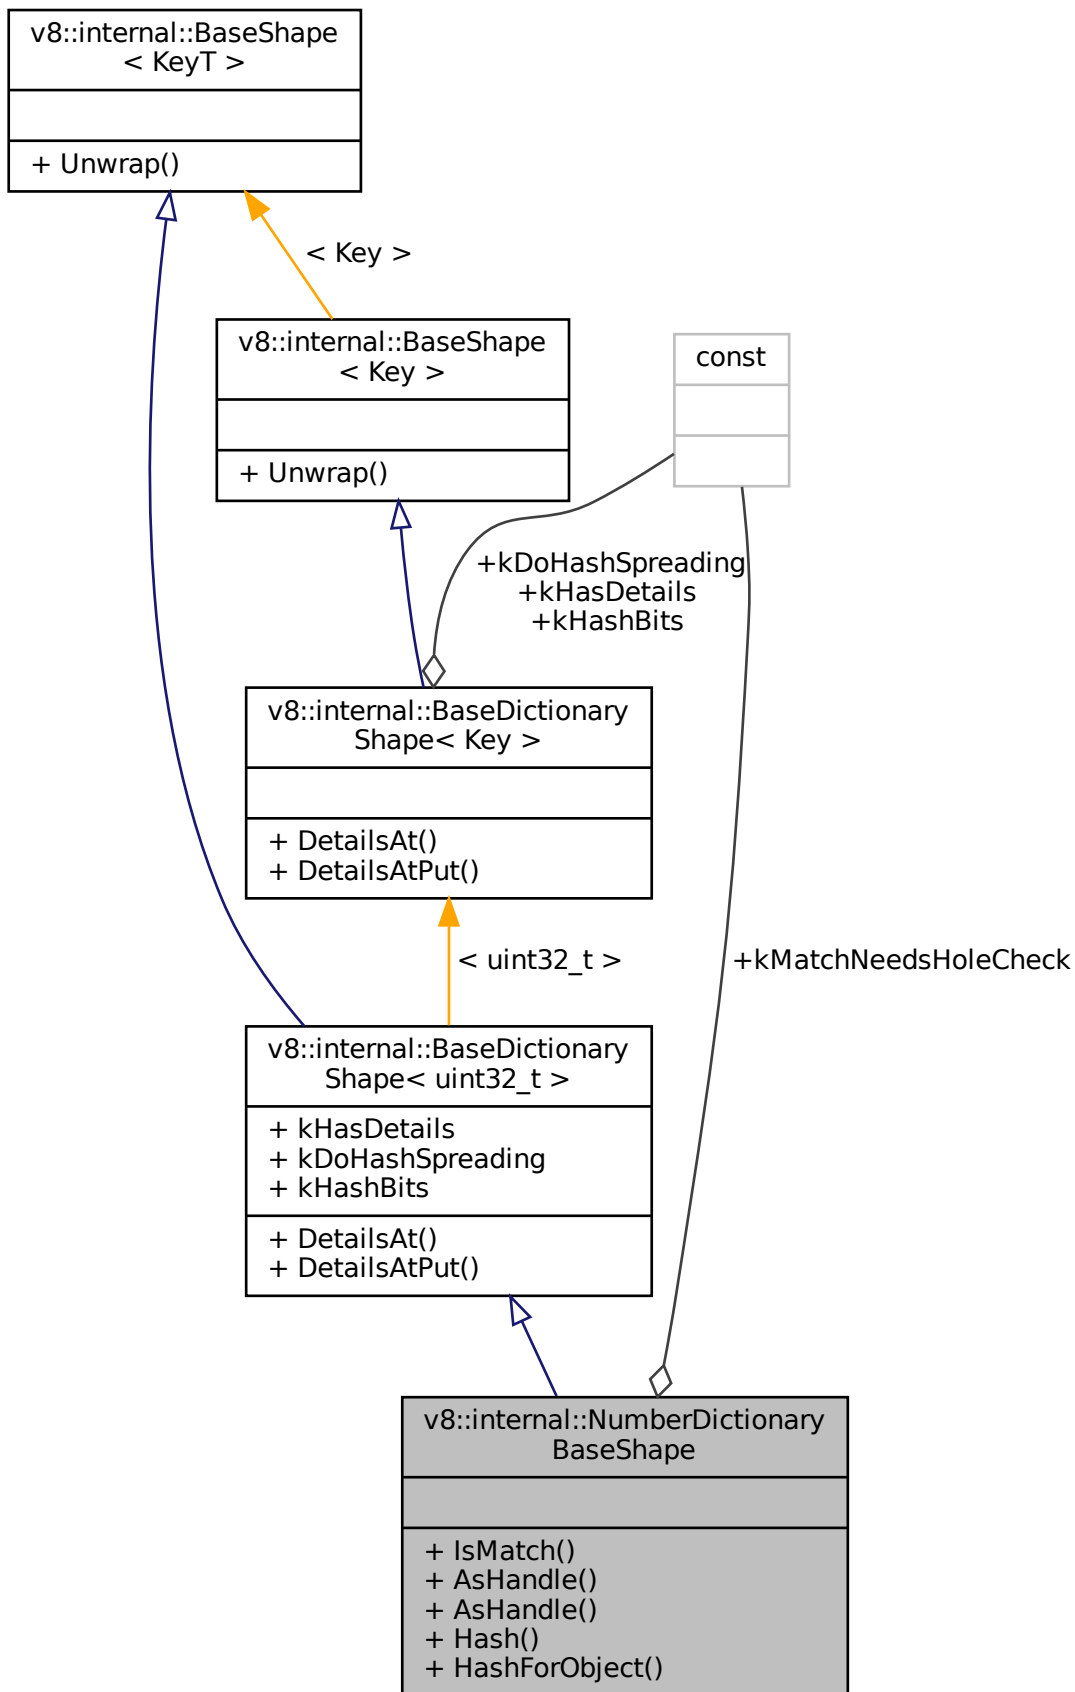 v8::internal::BaseShape
< KeyT >
+ Unwrap()
< Key >
v8::internal::BaseShape
< Key >
+ Unwrap()
const
+kDoHashSpreading
+kHasDetails
+kHashBits
v8::internal::BaseDictionary
Shape< Key >
+ DetailsAt()
+ DetailsAtPut()
< uint32_t >
+kMatchNeedsHoleCheck
v8::internal::BaseDictionary
Shape< uint32_t >
+ kHasDetails
+ kDoHashSpreading
+ kHashBits
+ DetailsAt()
+ DetailsAtPut()
v8::internal::NumberDictionary
BaseShape
+ IsMatch()
+ AsHandle()
+ AsHandle()
+ Hash()
+ HashForObject()